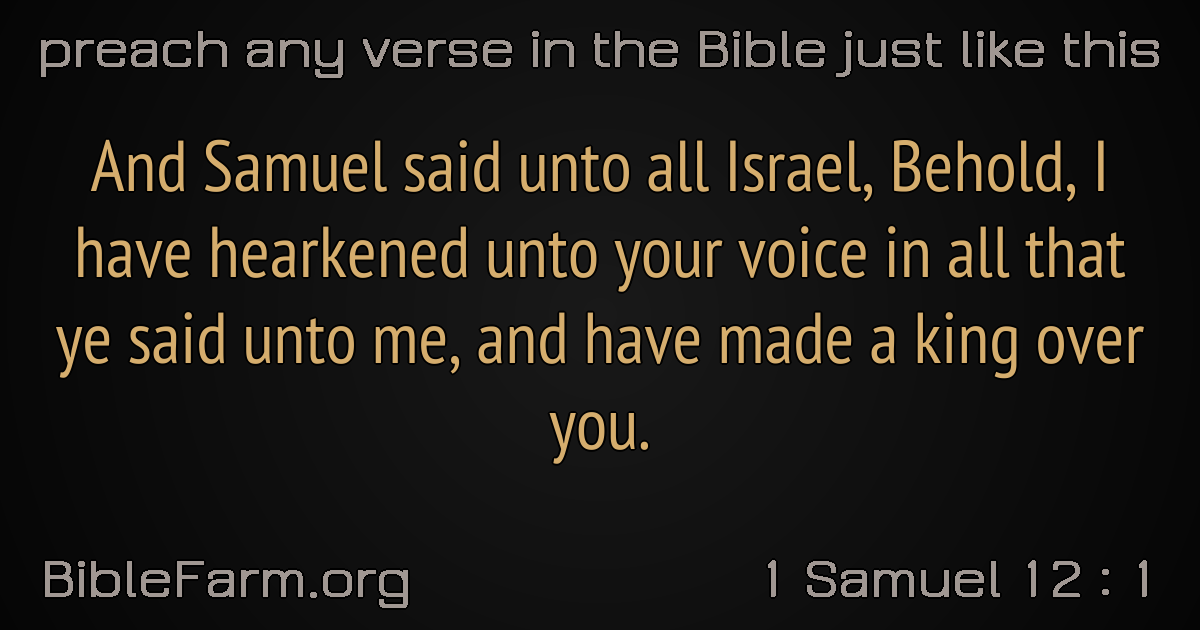 preach any verse in the Bible just like this
And Samuel said unto all Israel, Behold, I
have hearkened unto your voice in all that
ye said unto me, and have made a king over
you.
BibleFarm.org
1 Samuel 12 : 1